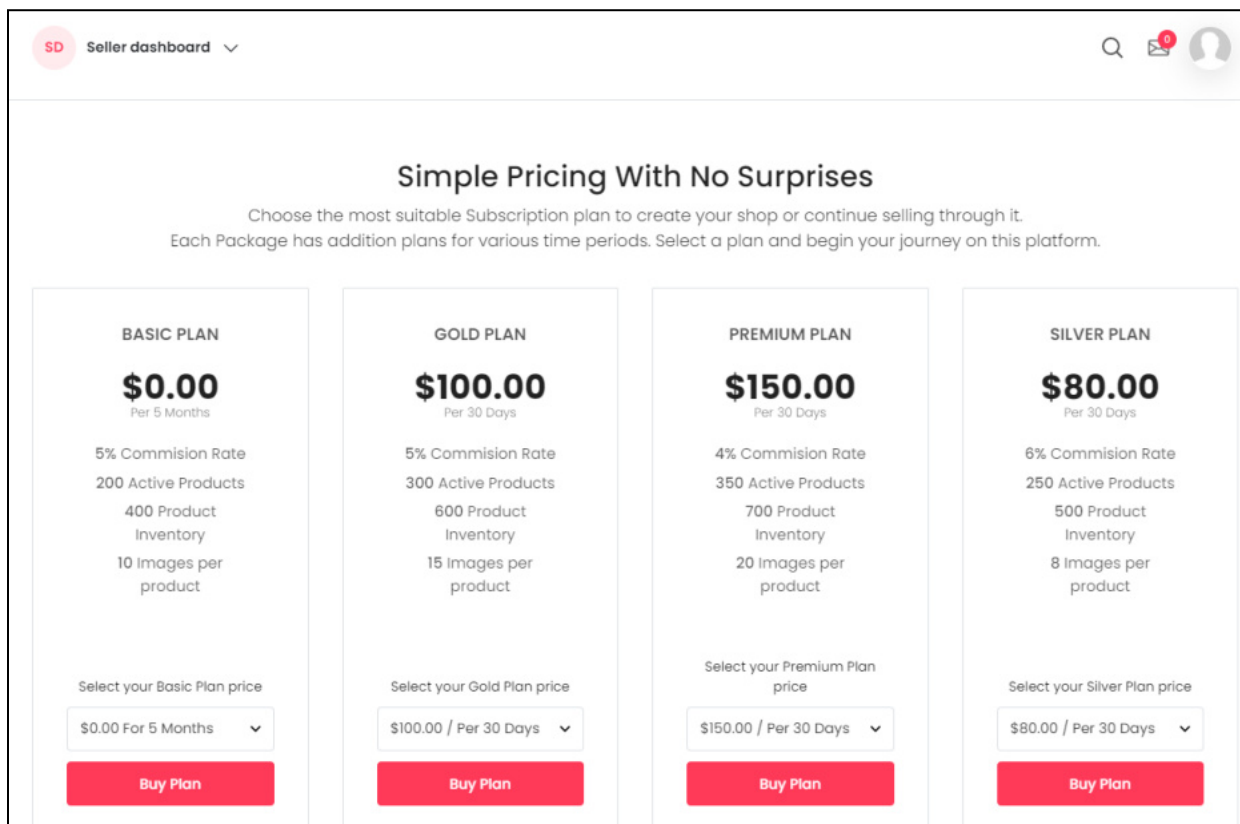 SD Seller dashboard
0
Simple Pricing With No Surprises
Choose the most suitable Subscription plan to create your shop or continue selling through it.
Each Package has addition plans for various time periods. Select a plan and begin your journey on this platform.
BASIC PLAN
$0.00
Per 5 Months
5% Commision Rate
200 Active Products
400 Product
Inventory
10 Images per
product
Select your Basic Plan price
$0.00 For 5 Months
Buy Plan
GOLD PLAN
$100.00
Per 30 Days
5% Commision Rate
300 Active Products
600 Product
Inventory
15 Images per
product
Select your Gold Plan price
$100.00 / Per 30 Days
Buy Plan
PREMIUM PLAN
$150.00
Per 30 Days
4% Commision Rate
350 Active Products
700 Product
Inventory
20 Images per
product
Select your Premium Plan
price
$150.00 / Per 30 Days
Buy Plan
SILVER PLAN
$80.00
Per 30 Days
6% Commision Rate
250 Active Products
500 Product
Inventory
8 Images per
product
Select your Silver Plan price
$80.00 / Per 30 Days
Buy Plan